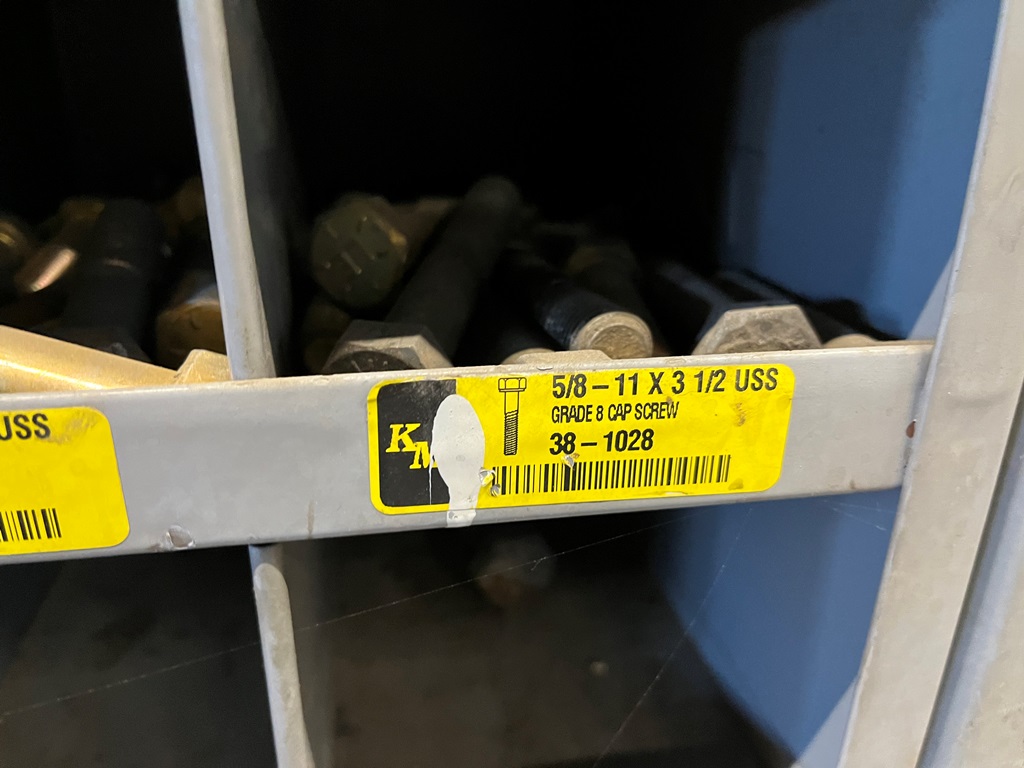 USS
KM
5/8 – 11 X 3 1/2 USS
GRADE 8 CAP SCREW
38 – 1028